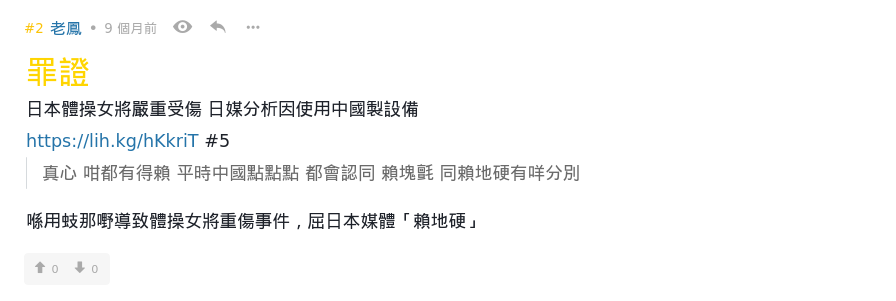 #2 老鳳 • 9 個月前
罪證
日本體操女將嚴重受傷 日媒分析因使用中國製設備
https://lih.kg/hKkriT #5
真心 咁都有得賴 平時中國點點點 都會認同 賴塊氈 同賴地硬有咩分別
喺用蚑那嘢導致體操女將重傷事件，屈日本媒體「賴地硬」
0 0